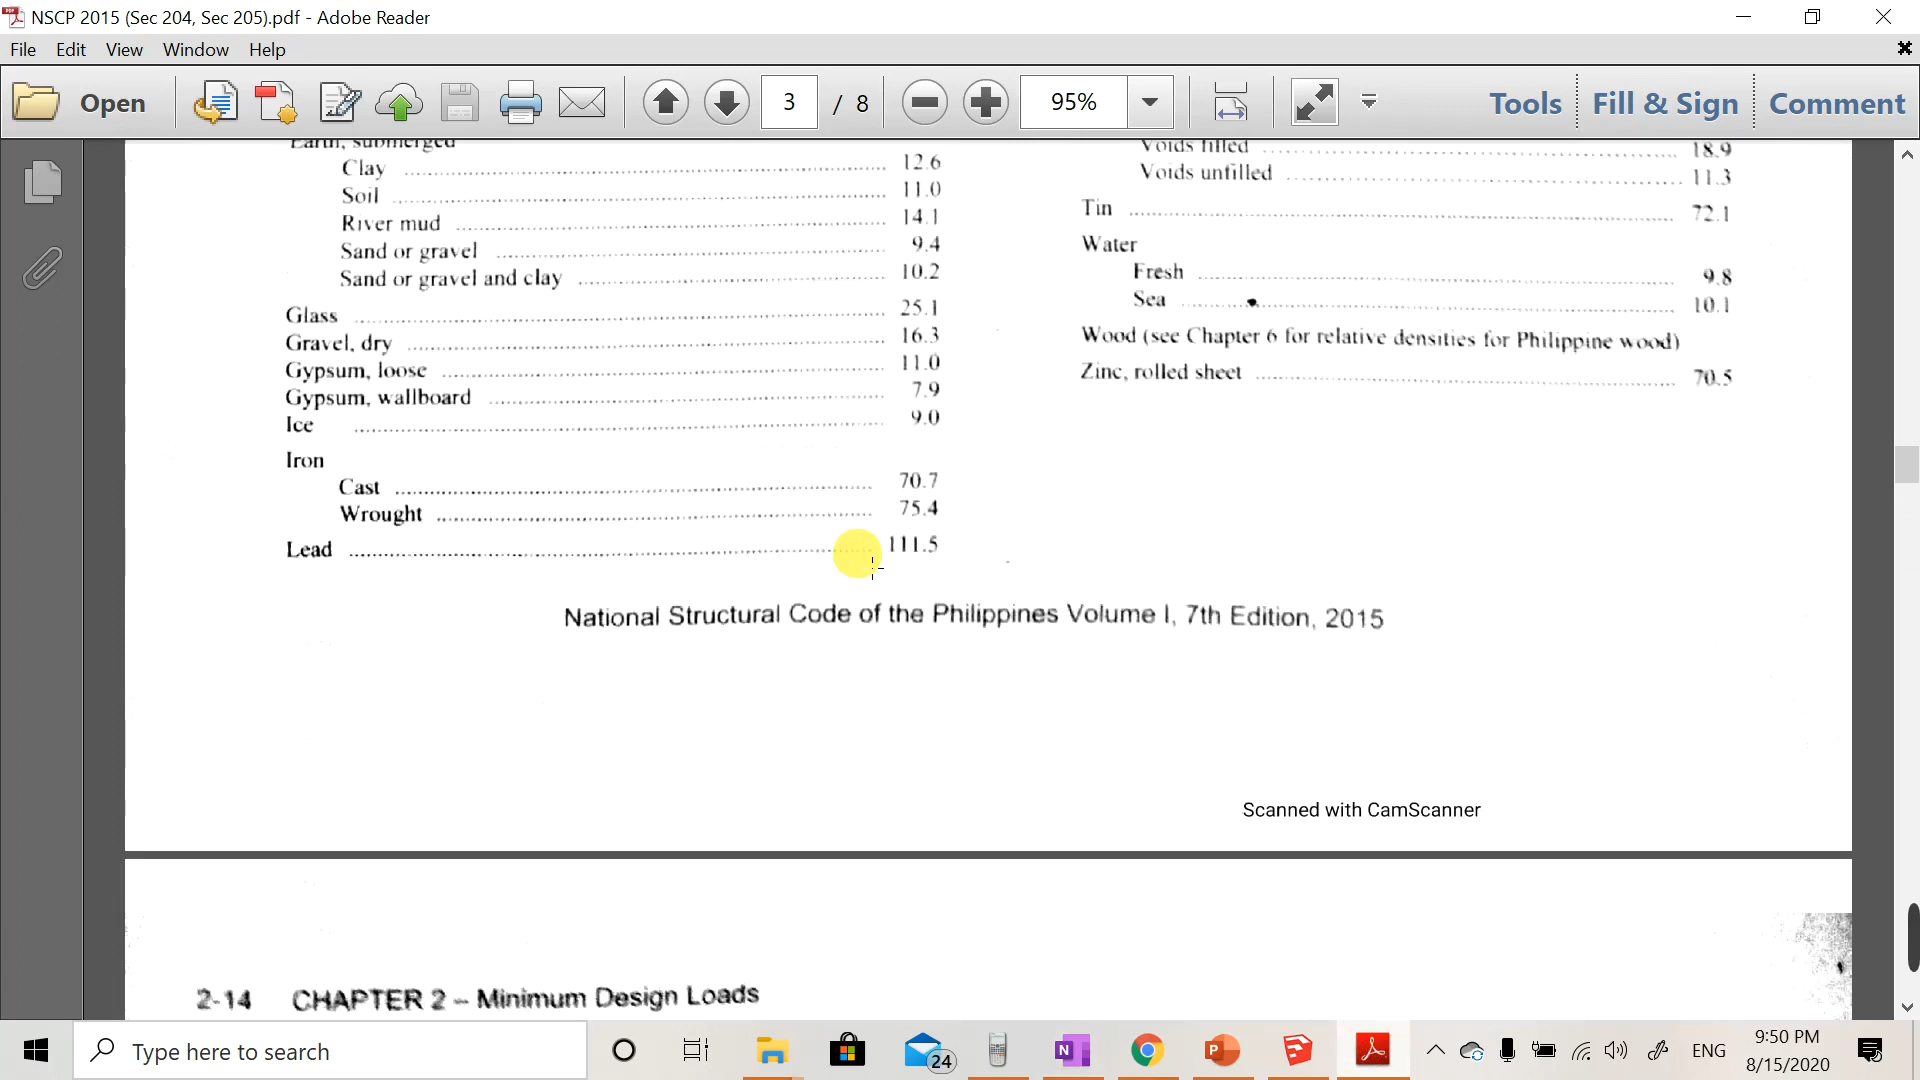 NSCP 2015 (Sec 204, Sec 205).pdf - Adobe Reader
File Edit View Window Help
Open 3 / 8 95% Tools Fill & Sign Comment
Earth, submerged
Clay 12.6
Soil 11.0
River mud 14.1
Sand or gravel 9.4
Sand or gravel and clay 10.2
Glass 25.1
Gravel, dry 16.3
Gypsum, loose 11.0
Gypsum, wallboard 7.9
Ice 9.0
Iron
Cast 70.7
Wrought 75.4
Lead 111.5
Voids filled 18.9
Voids unfilled 11.3
Tin 72.1
Water
Fresh 9.8
Sea 10.1
Wood (see Chapter 6 for relative densities for Philippine wood)
Zinc, rolled sheet 70.5
National Structural Code of the Philippines Volume I, 7th Edition, 2015
Scanned with CamScanner
2-14 CHAPTER 2 – Minimum Design Loads
Type here to search
24
ENG
9:50 PM
8/15/2020